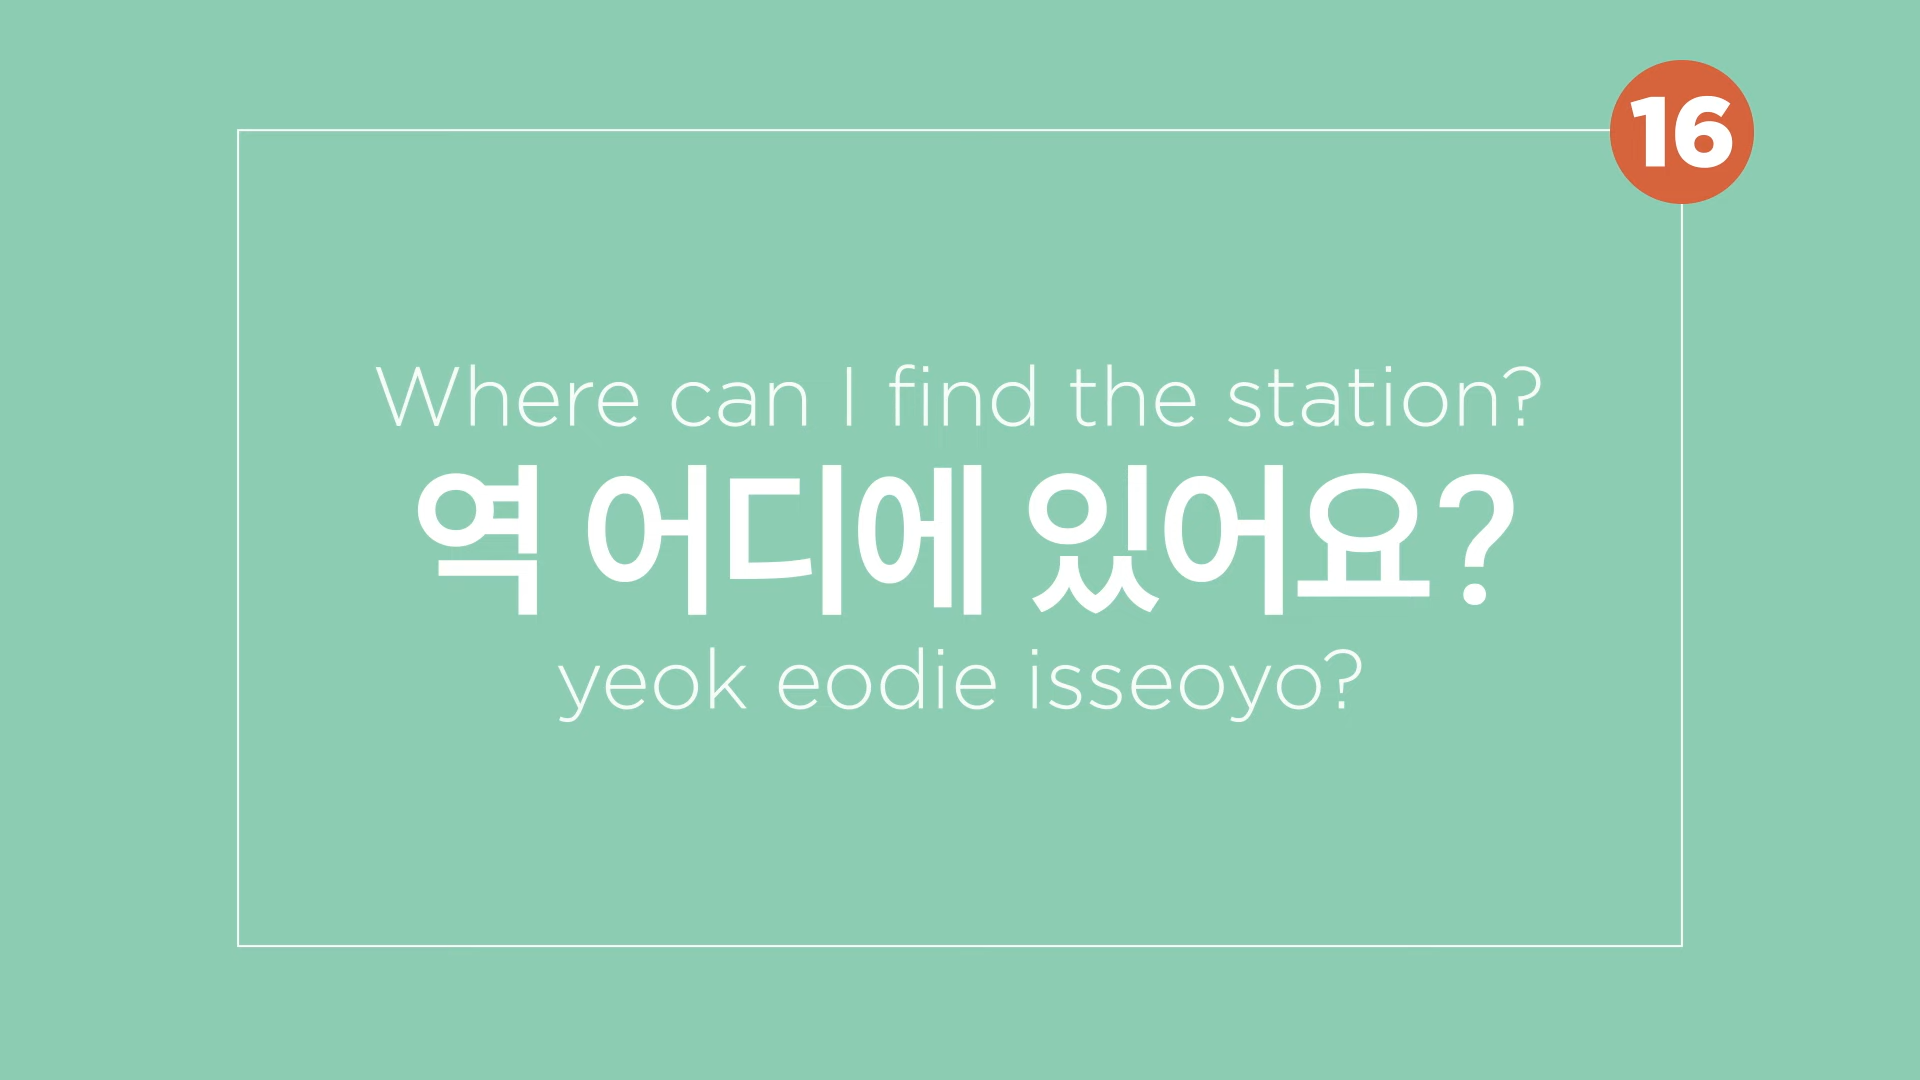 16
Where can I find the station?
역 어디에 있어요?
yeok eodie isseoyo?